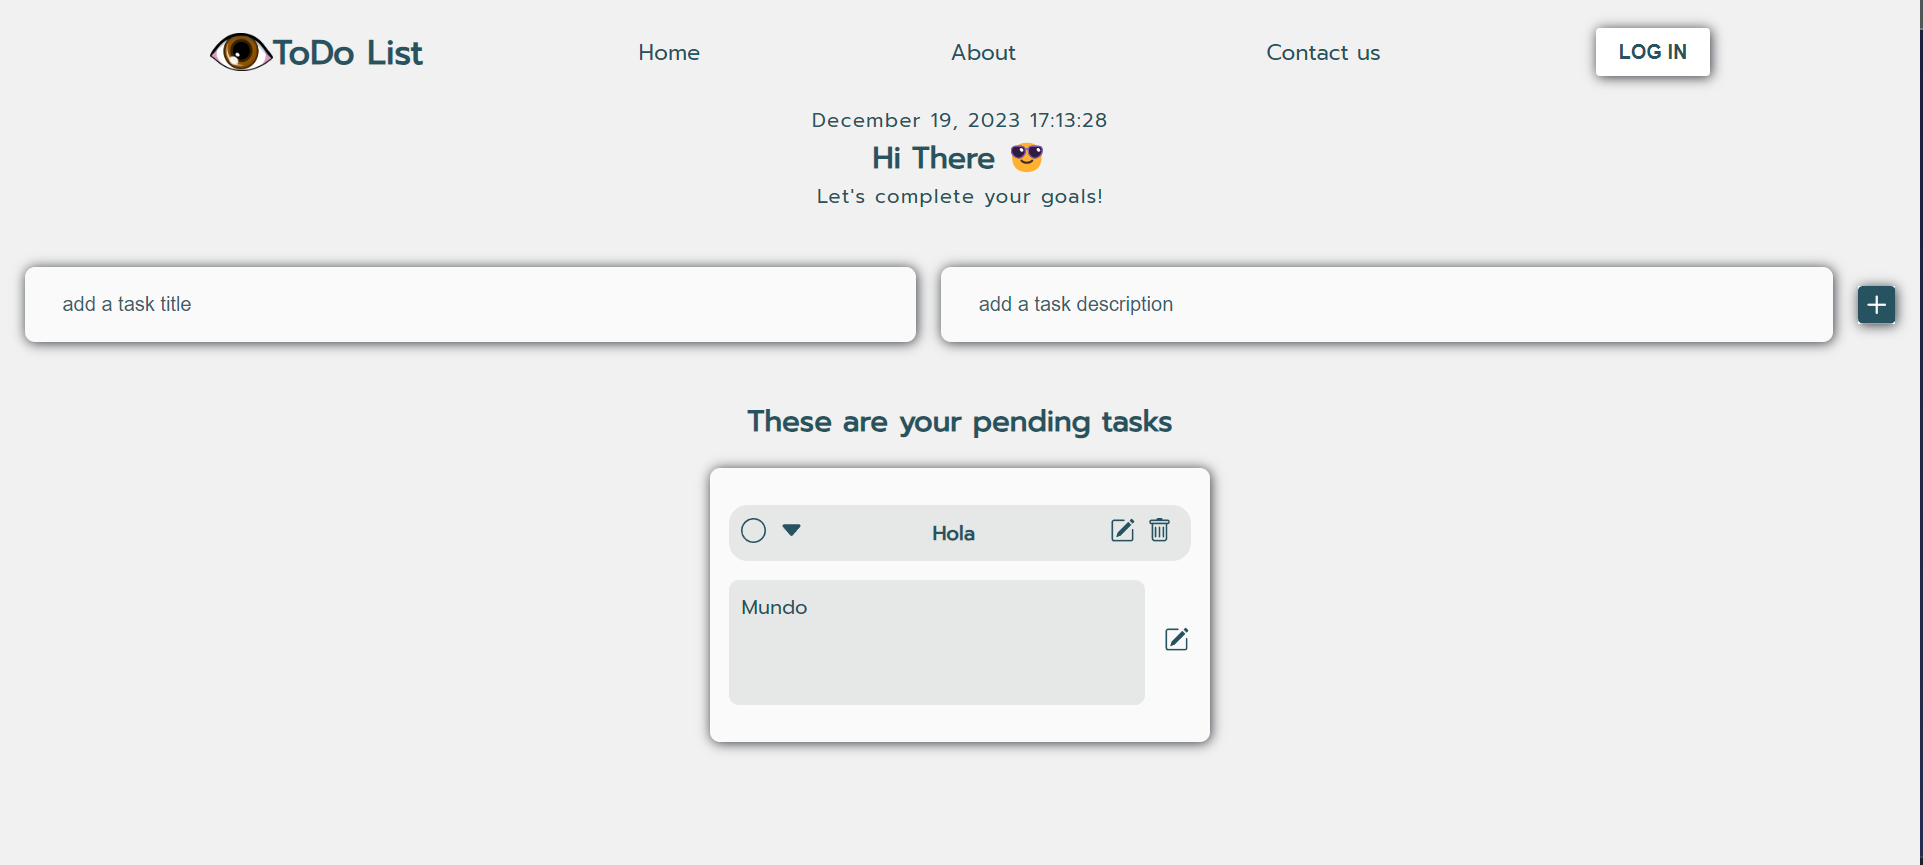 ToDo List
Home
About
Contact us
LOG IN
December 19, 2023 17:13:28
Hi There 😎
Let's complete your goals!
add a task title
add a task description
These are your pending tasks
Hola
Mundo